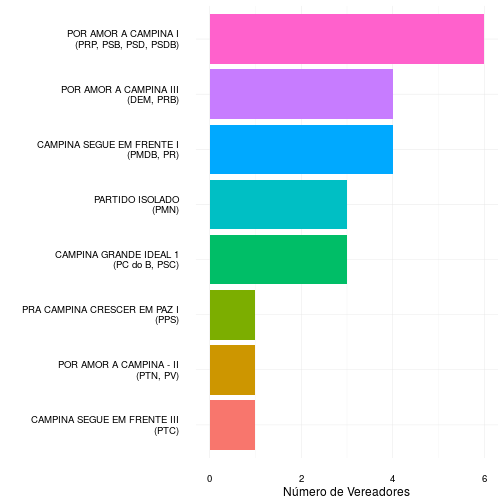 POR AMOR A CAMPINA I
(PRP, PSB, PSD, PSDB)
POR AMOR A CAMPINA III
(DEM, PRB)
CAMPINA SEGUE EM FRENTE I
(PMDB, PR)
PARTIDO ISOLADO
(PMN)
CAMPINA GRANDE IDEAL 1
(PC do B, PSC)
PRA CAMPINA CRESCER EM PAZ I
(PPS)
POR AMOR A CAMPINA - II
(PTN, PV)
CAMPINA SEGUE EM FRENTE III
(PTC)
0 2 4 6
Número de Vereadores